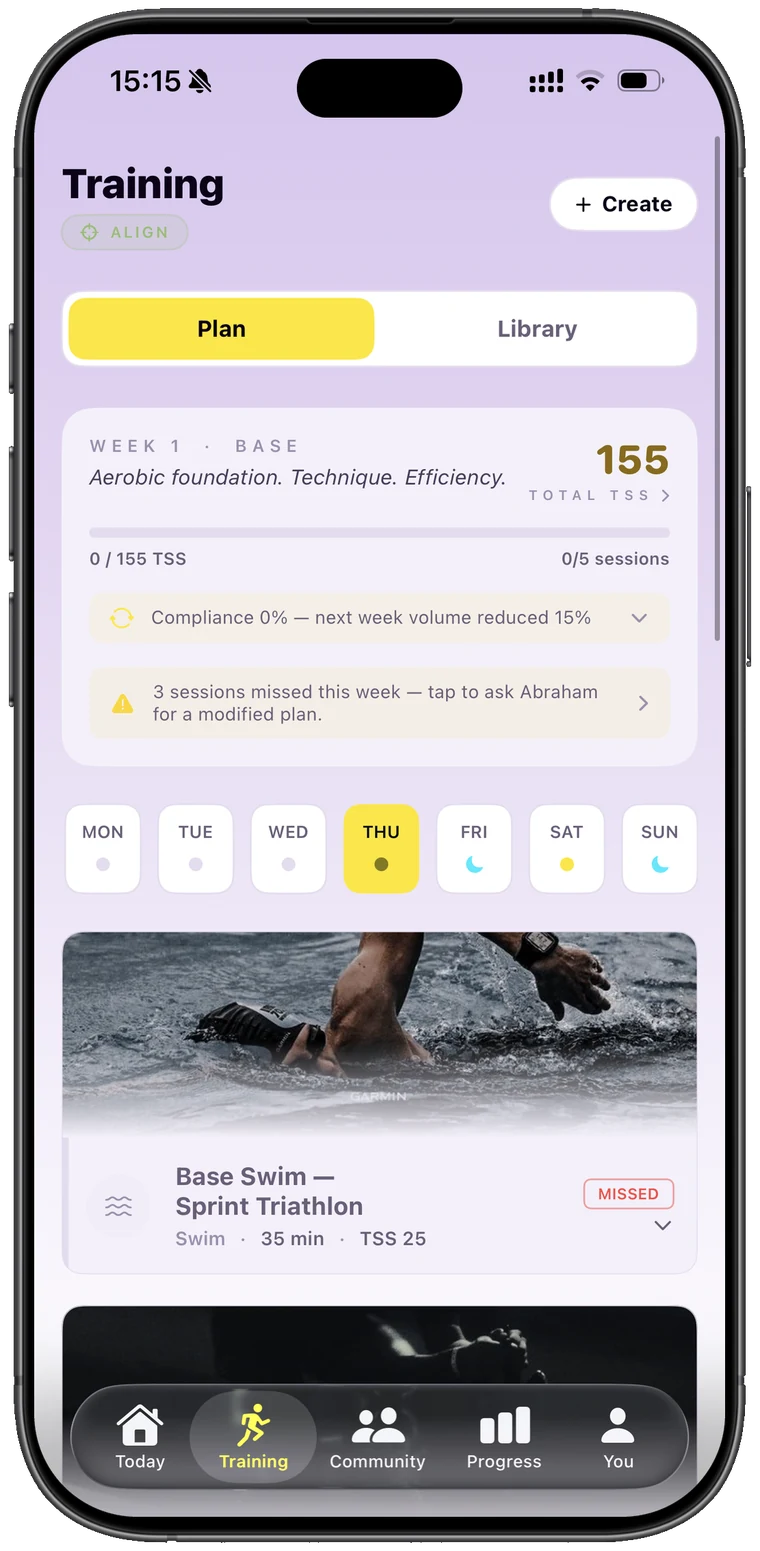 15:15
Training
+ Create
ALIGN
Plan
Library
WEEK 1 · BASE
155
Aerobic foundation. Technique. Efficiency.
TOTAL TSS
0 / 155 TSS
0/5 sessions
Compliance 0% — next week volume reduced 15%
3 sessions missed this week — tap to ask Abraham
for a modified plan.
MON
TUE
WED
THU
FRI
SAT
SUN
GARMIN
Base Swim —
Sprint Triathlon
MISSED
Swim · 35 min · TSS 25
Today
Training
Community
Progress
You